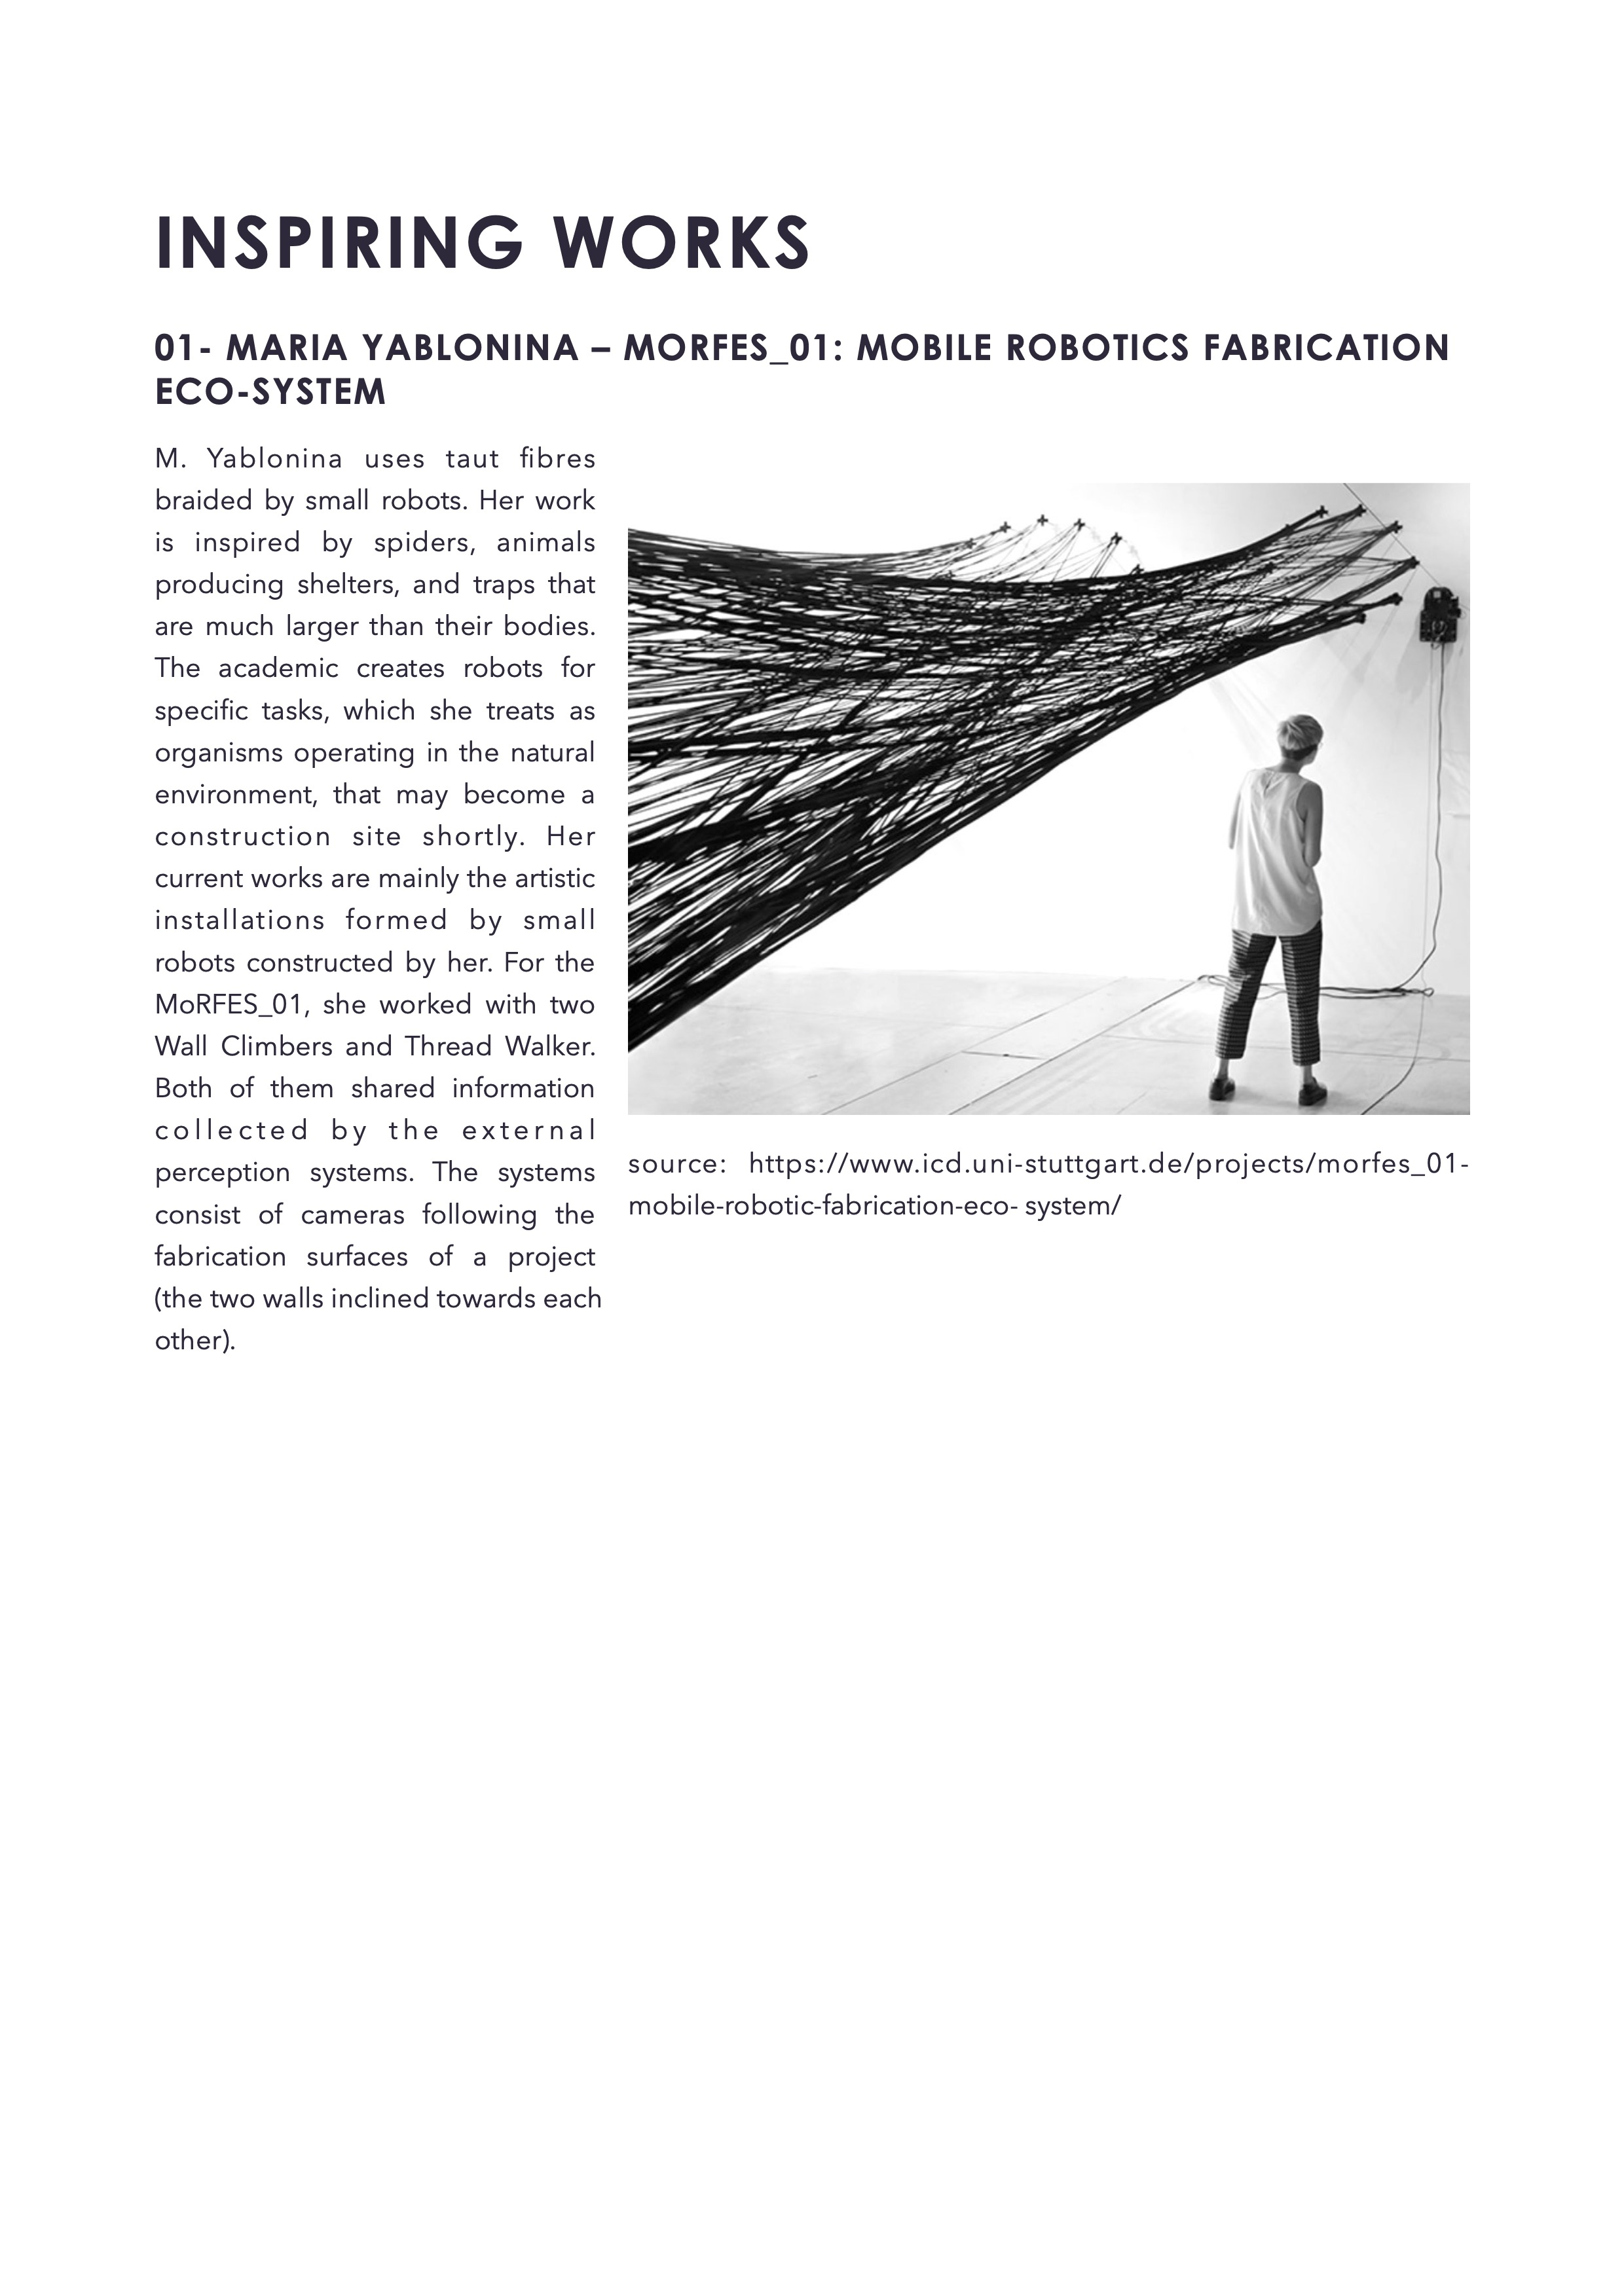 INSPIRING WORKS
01- MARIA YABLONINA – MORFES_01: MOBILE ROBOTICS FABRICATION
ECO-SYSTEM
M. Yablonina uses taut fibres
braided by small robots. Her work
is inspired by spiders, animals
producing shelters, and traps that
are much larger than their bodies.
The academic creates robots for
specific tasks, which she treats as
organisms operating in the natural
environment, that may become a
construction site shortly. Her
current works are mainly the artistic
installations formed by small
robots constructed by her. For the
MoRFES_01, she worked with two
Wall Climbers and Thread Walker.
Both of them shared information
collected by the external
perception systems. The systems
consist of cameras following the
fabrication surfaces of a project
(the two walls inclined towards each
other).
source: https://www.icd.uni-stuttgart.de/projects/morfes_01-
mobile-robotic-fabrication-eco- system/